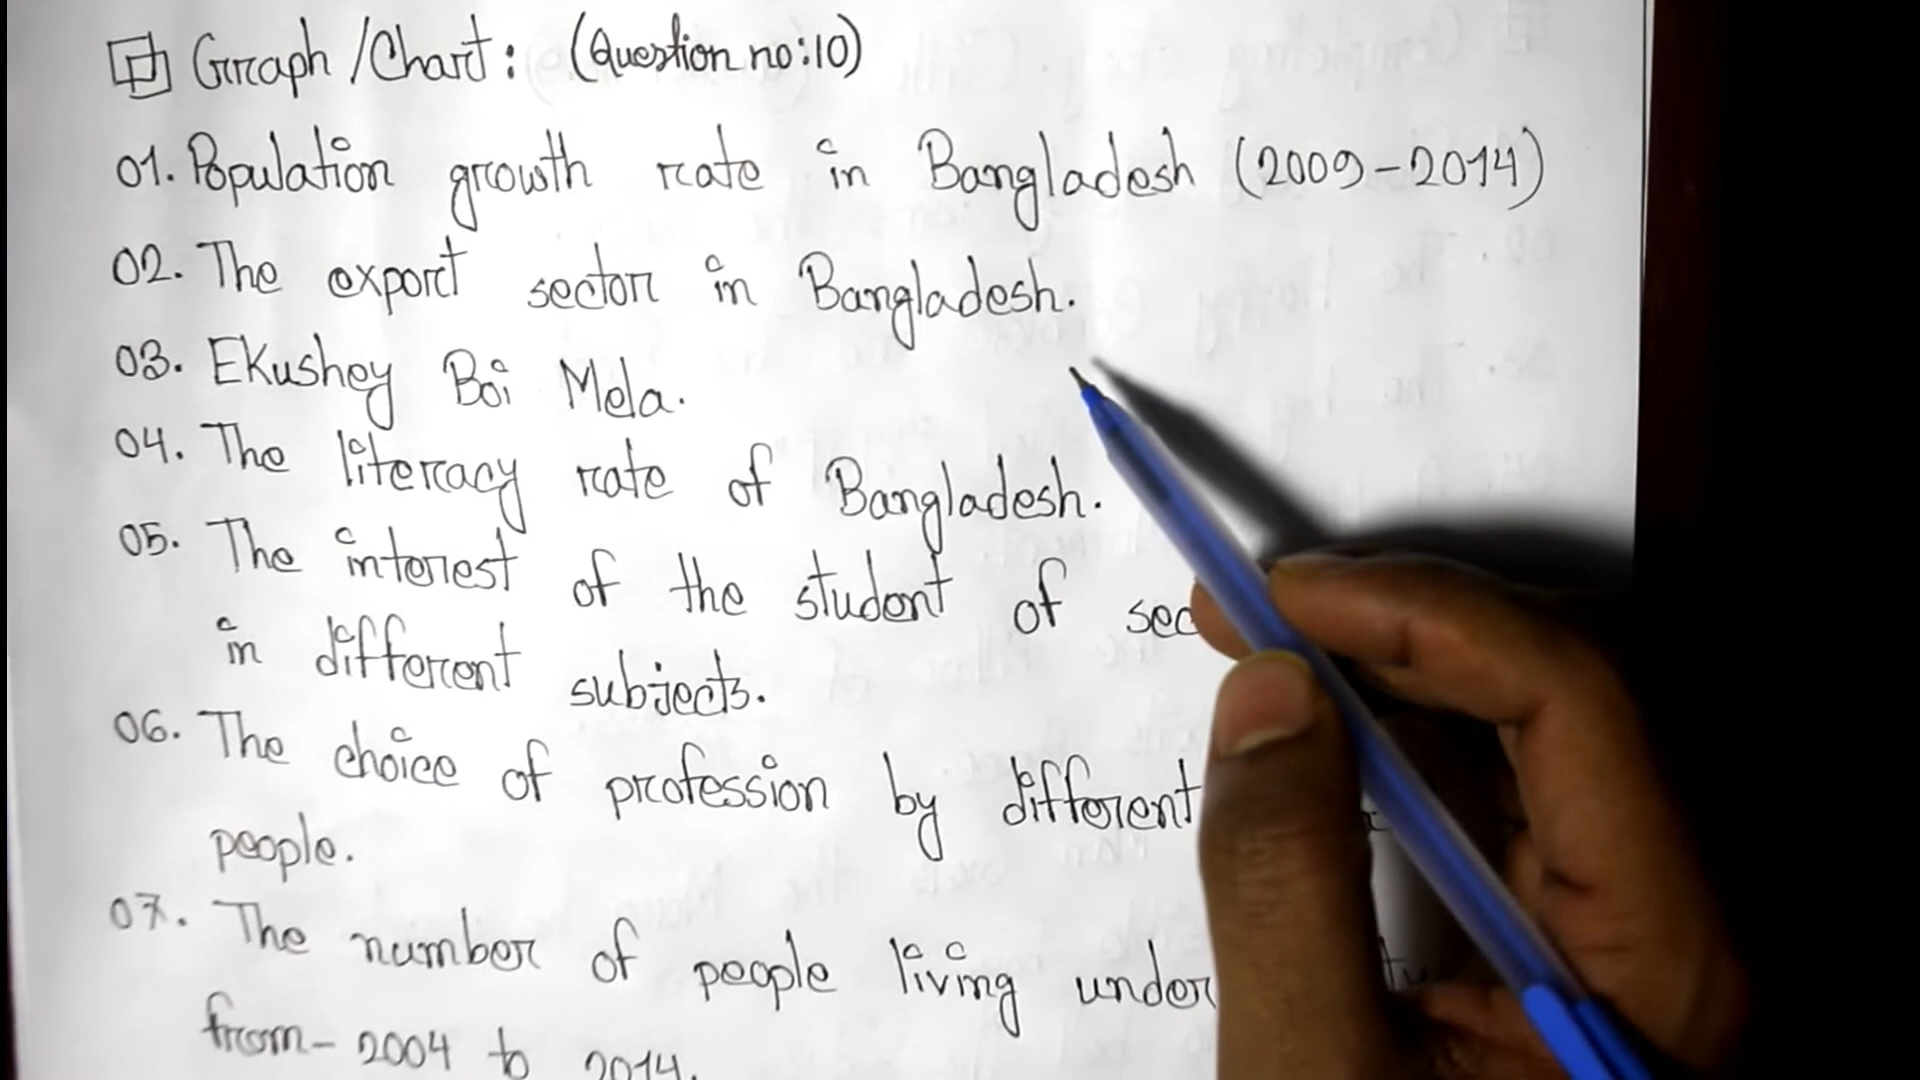 Graph/Chart: (Question no:10)
01. Population growth rate in Bangladesh (2009-2014)
02. The export sector in Bangladesh.
03. Ekushey Boi Mela.
04. The literacy rate of Bangladesh.
05. The interest of the student of sec
in different subjects.
06. The choice of profession by different
people.
07. The number of people living under
from- 2004 to 2014.